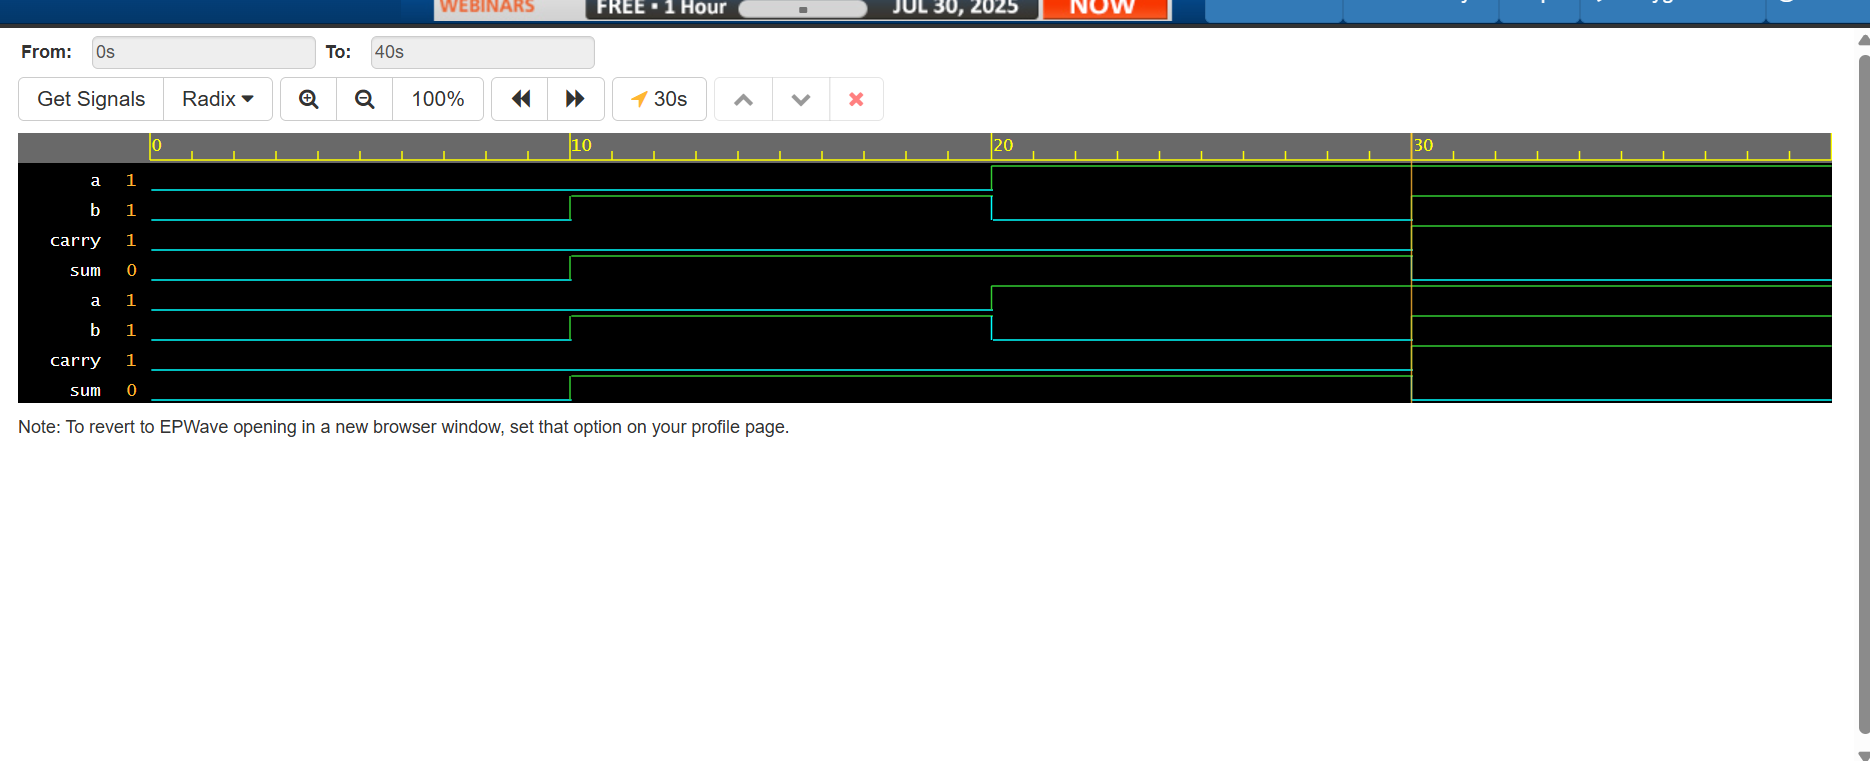 WEBINARS FREE • 1 Hour JUL 30, 2025 NOW
From: 0s To: 40s
Get Signals Radix 100% 30s
0 10 20 30
a 1
b 1
carry 1
sum 0
a 1
b 1
carry 1
sum 0
Note: To revert to EPWave opening in a new browser window, set that option on your profile page.